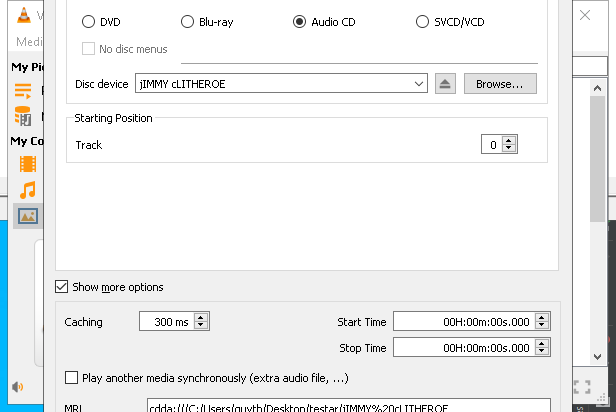 DVD
Blu-ray
Audio CD
SVCD/VCD
Medi
No disc menus
My Pi
Disc device
jIMMY cLITHEROE
Browse...
Starting Position
My Co
Track
0
Show more options
Caching
300 ms
Start Time
00H:00m:00s.000
Stop Time
00H:00m:00s.000
Play another media synchronously (extra audio file, ...)
MRL
cdda:///C:/Users/guyth/Desktop/testar/jIMMY%20cLITHEROE